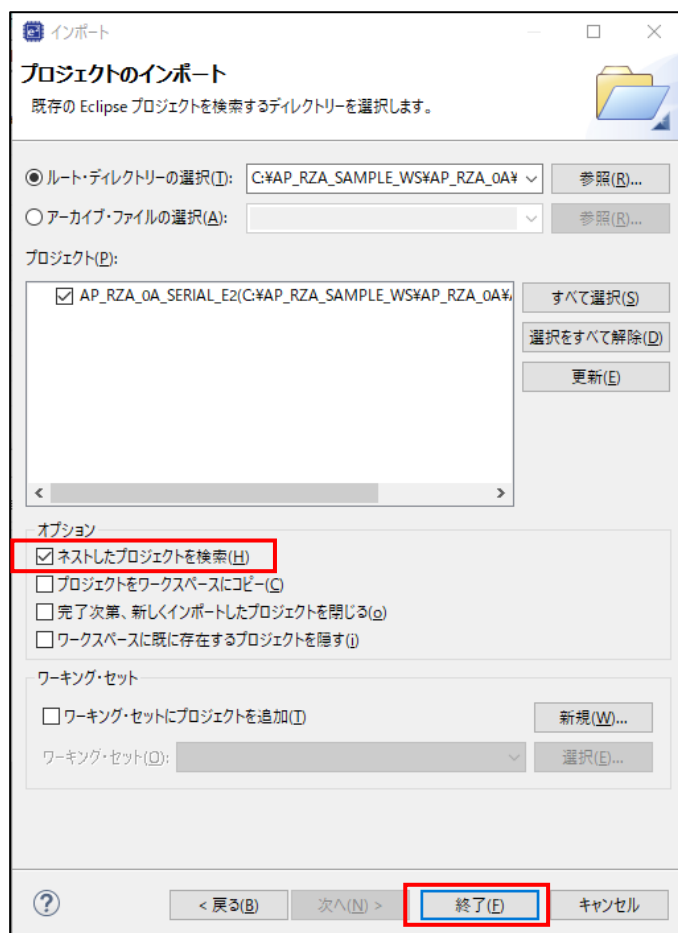 インポート
プロジェクトのインポート
既存の Eclipse プロジェクトを検索するディレクトリーを選択します。
ルート・ディレクトリーの選択(T): C:¥AP_RZA_SAMPLE_WS¥AP_RZA_0A¥ 参照(R)...
アーカイブ・ファイルの選択(A): 参照(R)...
プロジェクト(P):
AP_RZA_0A_SERIAL_E2(C:¥AP_RZA_SAMPLE_WS¥AP_RZA_0A¥ すべて選択(S)
選択をすべて解除(D)
更新(E)
オプション
ネストしたプロジェクトを検索(H)
プロジェクトをワークスペースにコピー(C)
完了次第、新しくインポートしたプロジェクトを閉じる(o)
ワークスペースに既に存在するプロジェクトを隠す(i)
ワーキング・セット
ワーキング・セットにプロジェクトを追加(T) 新規(W)...
ワーキング・セット(O): 選択(E)...
< 戻る(B) 次へ(N) > 終了(F) キャンセル